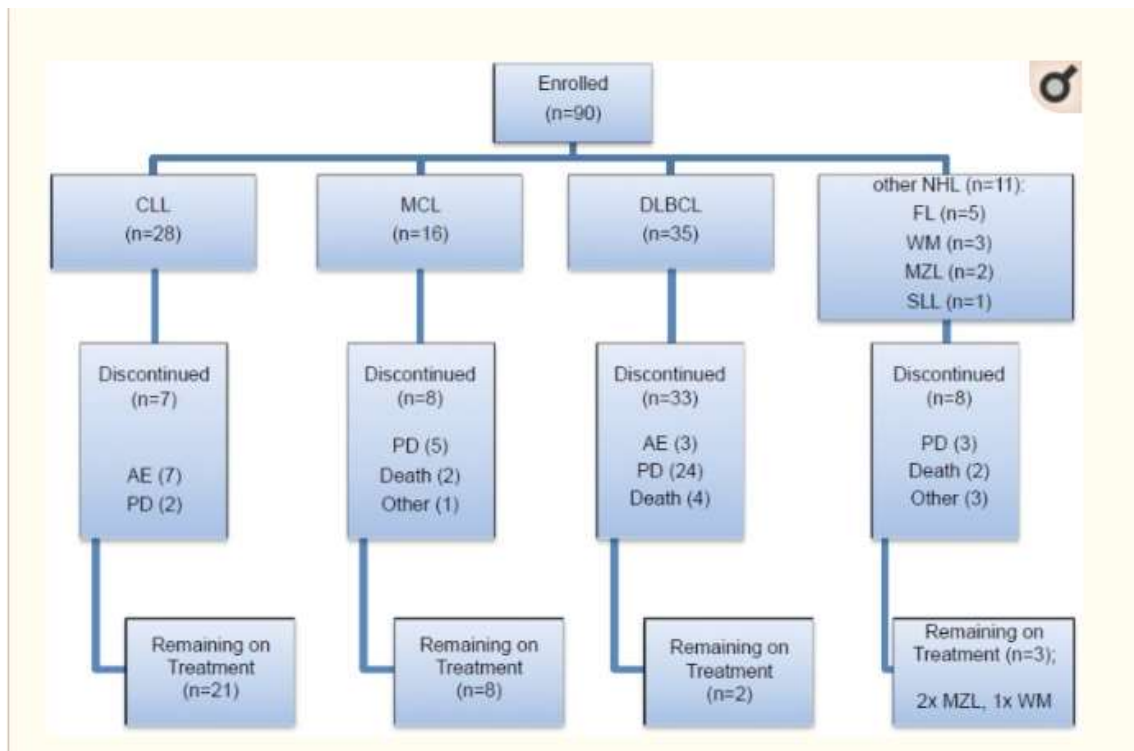 Enrolled
(n=90)
CLL
(n=28)
MCL
(n=16)
DLBCL
(n=35)
other NHL (n=11):
FL (n=5)
WM (n=3)
MZL (n=2)
SLL (n=1)
Discontinued
(n=7)
AE (7)
PD (2)
Discontinued
(n=8)
PD (5)
Death (2)
Other (1)
Discontinued
(n=33)
AE (3)
PD (24)
Death (4)
Discontinued
(n=8)
PD (3)
Death (2)
Other (3)
Remaining on
Treatment
(n=21)
Remaining on
Treatment
(n=8)
Remaining on
Treatment
(n=2)
Remaining on
Treatment (n=3);
2x MZL, 1x WM